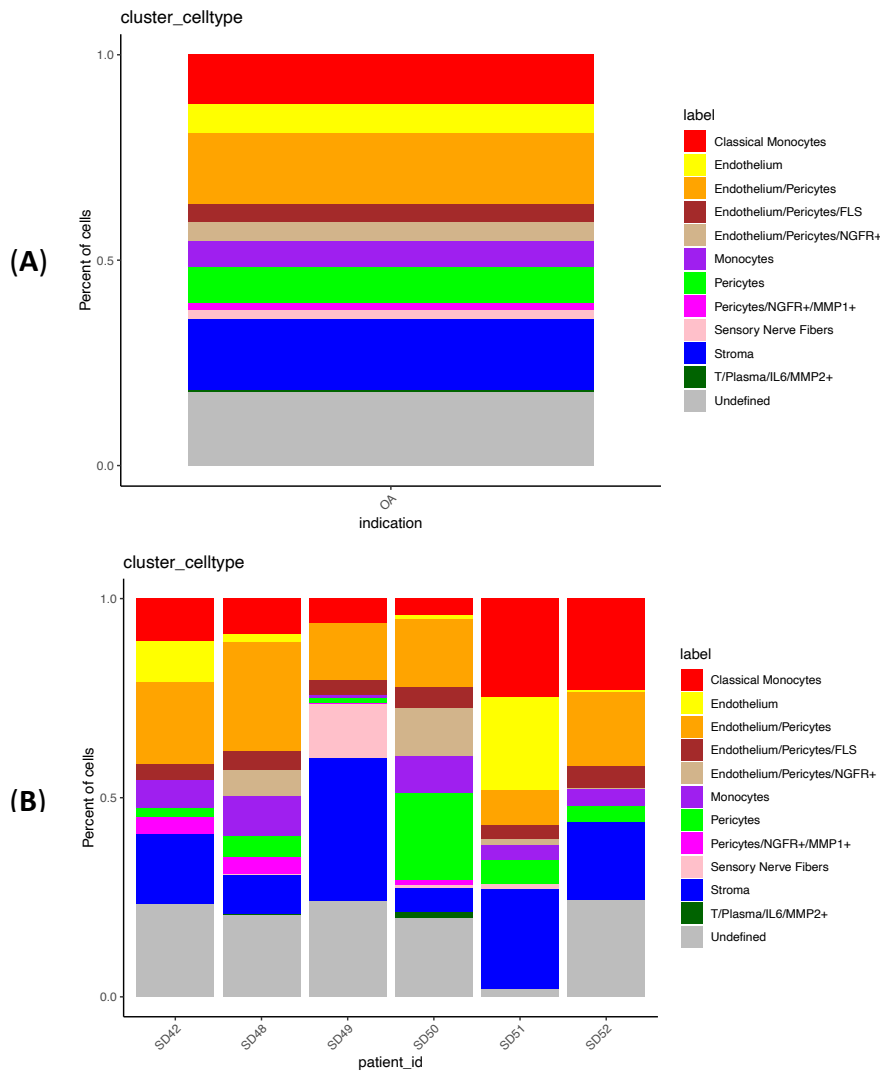 cluster_celltype
1.0
0.5
0.0
Percent of cells
(A)
OA
indication
label
Classical Monocytes
Endothelium
Endothelium/Pericytes
Endothelium/Pericytes/FLS
Endothelium/Pericytes/NGFR+
Monocytes
Pericytes
Pericytes/NGFR+/MMP1+
Sensory Nerve Fibers
Stroma
T/Plasma/IL6/MMP2+
Undefined
cluster_celltype
1.0
0.5
0.0
Percent of cells
(B)
SD42 SD48 SD49 SD50 SD51 SD52
patient_id
label
Classical Monocytes
Endothelium
Endothelium/Pericytes
Endothelium/Pericytes/FLS
Endothelium/Pericytes/NGFR+
Monocytes
Pericytes
Pericytes/NGFR+/MMP1+
Sensory Nerve Fibers
Stroma
T/Plasma/IL6/MMP2+
Undefined